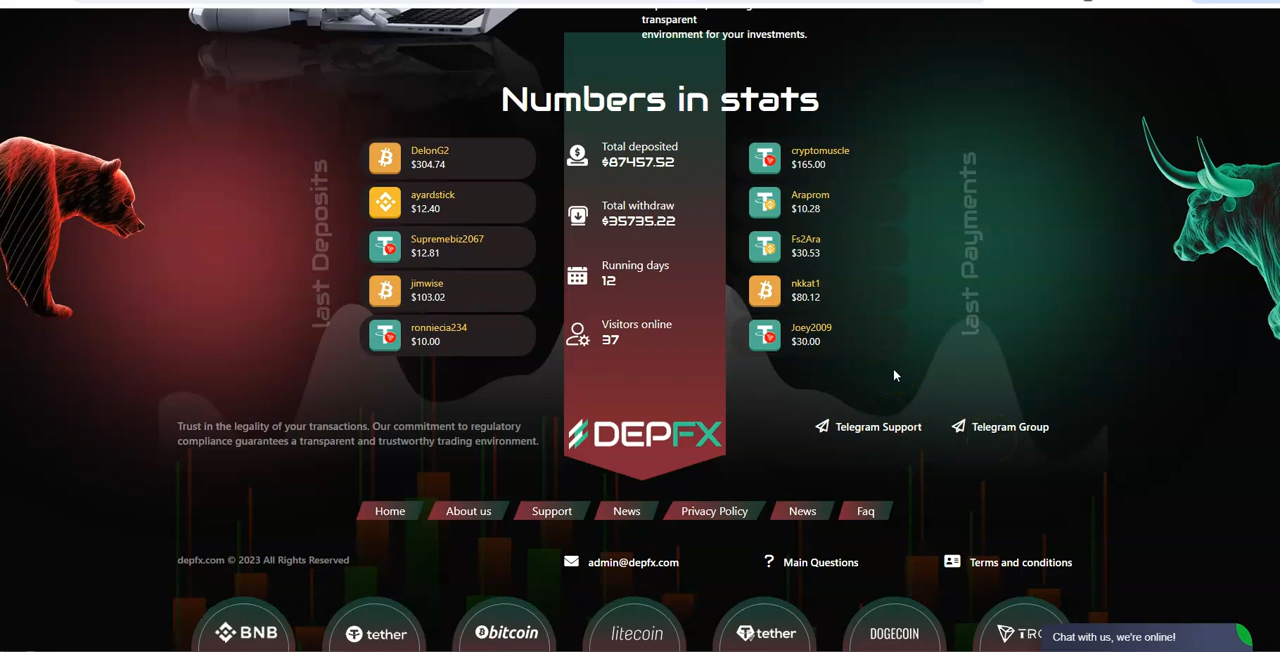 transparent
environment for your investments.
Numbers in stats
last Deposits
DelonG2
$304.74
ayardstick
$12.40
Supremebiz2067
$12.81
jimwise
$103.02
ronniecia234
$10.00
Total deposited
$87457.52
Total withdraw
$35735.22
Running days
12
Visitors online
37
cryptomuscle
$165.00
Araprom
$10.28
Fs2Ara
$30.53
nkkat1
$80.12
Joey2009
$30.00
last Payments
Trust in the legality of your transactions. Our commitment to regulatory
compliance guarantees a transparent and trustworthy trading environment.
DEPFX
Telegram Support Telegram Group
Home About us Support News Privacy Policy News Faq
depfx.com © 2023 All Rights Reserved
admin@depfx.com
? Main Questions
Terms and conditions
BNB tether bitcoin litecoin tether DOGECOIN
Chat with us, we're online!